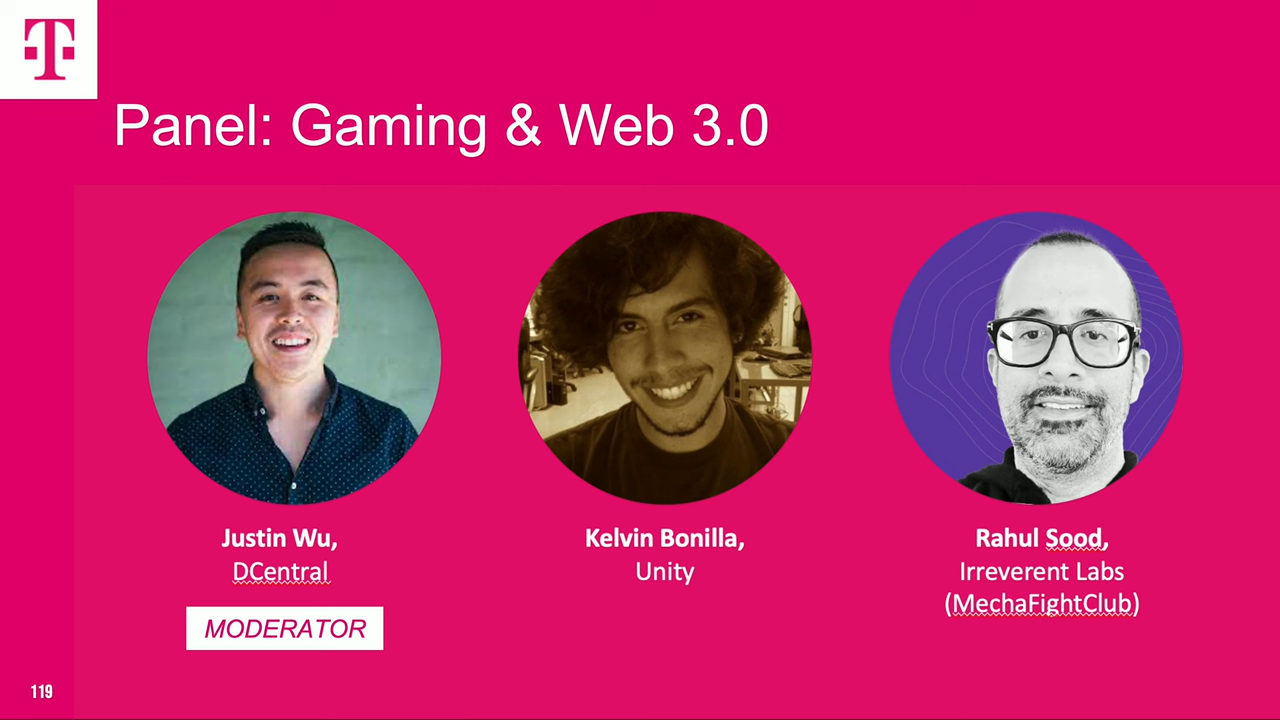 T
Panel: Gaming & Web 3.0
Justin Wu,
DCentral
MODERATOR
Kelvin Bonilla,
Unity
Rahul Sood,
Irreverent Labs
(MechaFightClub)
119